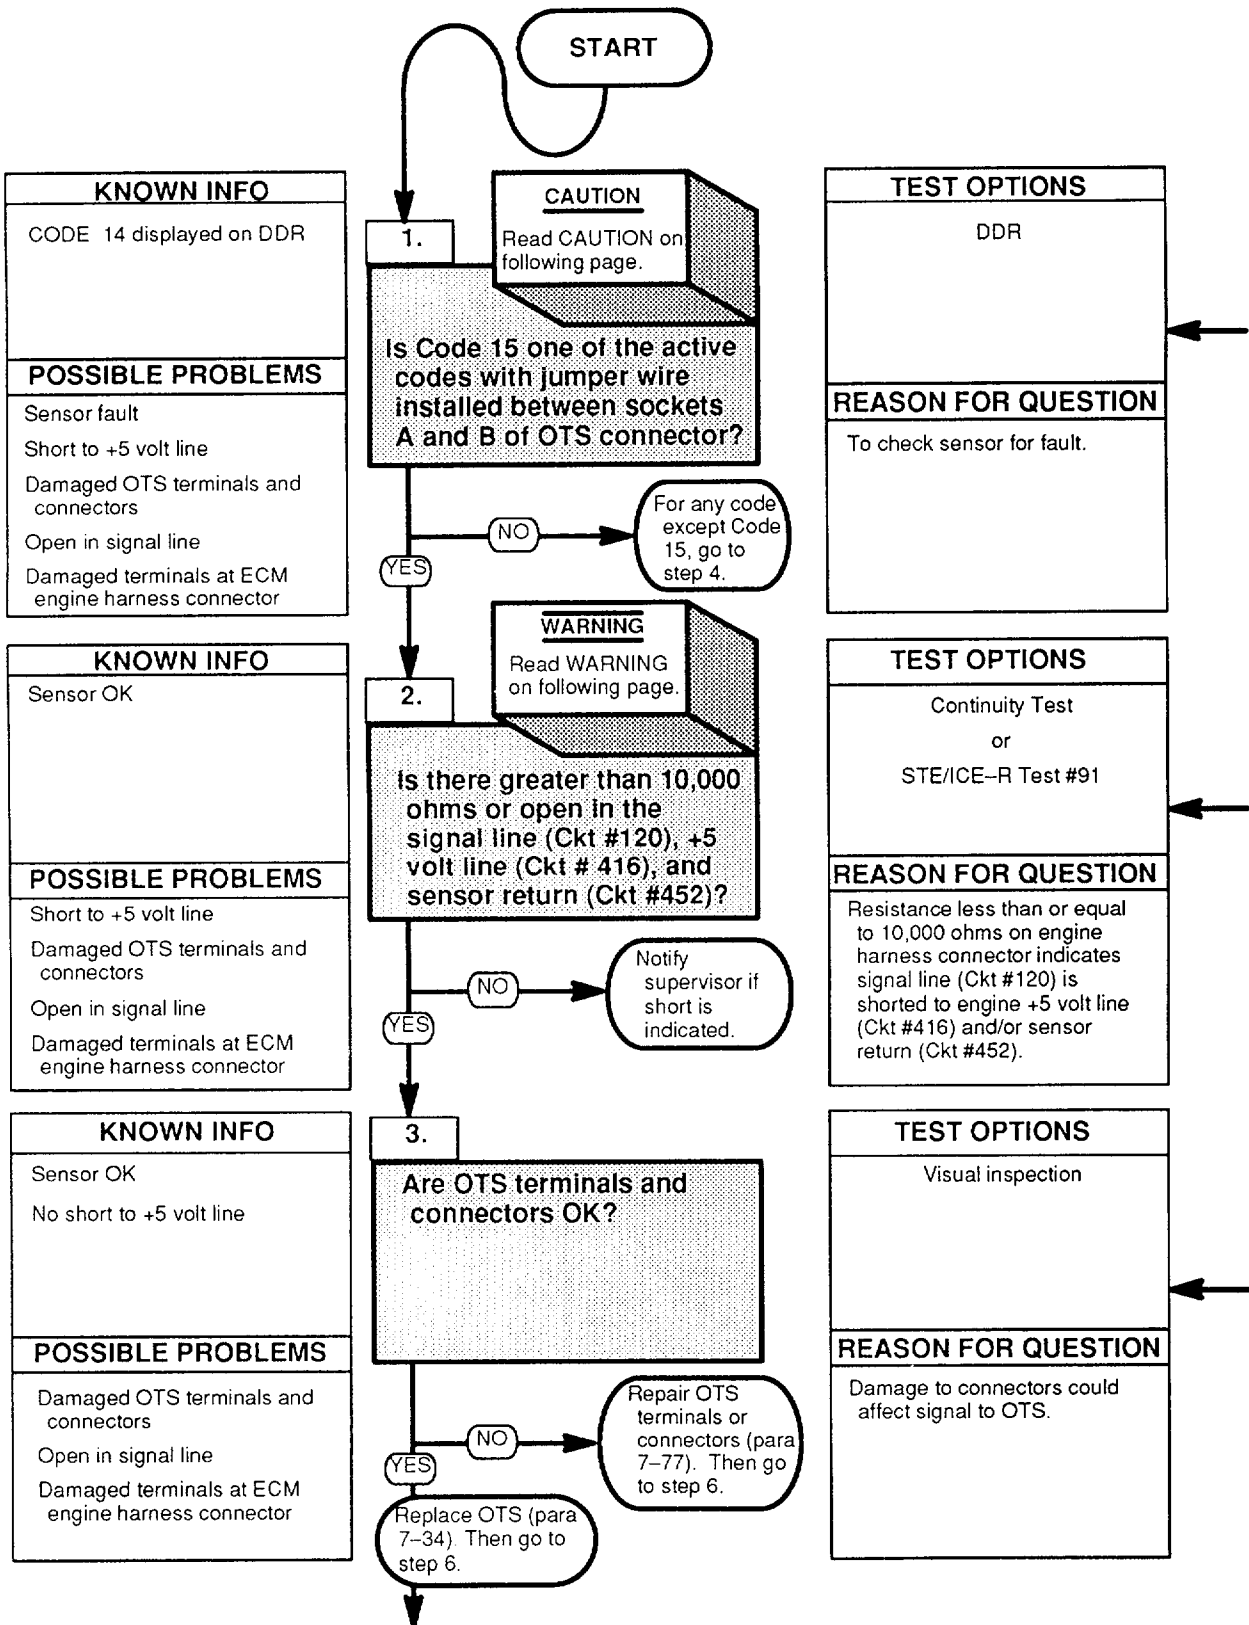 START
KNOWN INFO
CODE 14 displayed on DDR
POSSIBLE PROBLEMS
Sensor fault
Short to +5 volt line
Damaged OTS terminals and
connectors
Open in signal line
Damaged terminals at ECM
engine harness connector
CAUTION
Read CAUTION on
following page.
1.
Is Code 15 one of the active
codes with jumper wire
installed between sockets
A and B of OTS connector?
NO
For any code
except Code
15, go to
step 4.
YES
TEST OPTIONS
DDR
REASON FOR QUESTION
To check sensor for fault.
KNOWN INFO
Sensor OK
POSSIBLE PROBLEMS
Short to +5 volt line
Damaged OTS terminals and
connectors
Open in signal line
Damaged terminals at ECM
engine harness connector
WARNING
Read WARNING
on following page.
2.
Is there greater than 10,000
ohms or open in the
signal line (Ckt #120), +5
volt line (Ckt # 416), and
sensor return (Ckt #452)?
NO
Notify
supervisor if
short is
indicated.
YES
TEST OPTIONS
Continuity Test
or
STE/ICE–R Test #91
REASON FOR QUESTION
Resistance less than or equal
to 10,000 ohms on engine
harness connector indicates
signal line (Ckt #120) is
shorted to engine +5 volt line
(Ckt #416) and/or sensor
return (Ckt #452).
KNOWN INFO
Sensor OK
No short to +5 volt line
POSSIBLE PROBLEMS
Damaged OTS terminals and
connectors
Open in signal line
Damaged terminals at ECM
engine harness connector
3.
Are OTS terminals and
connectors OK?
NO
Repair OTS
terminals or
connectors (para
7–77). Then go
to step 6.
YES
Replace OTS (para
7–34). Then go to
step 6.
TEST OPTIONS
Visual inspection
REASON FOR QUESTION
Damage to connectors could
affect signal to OTS.